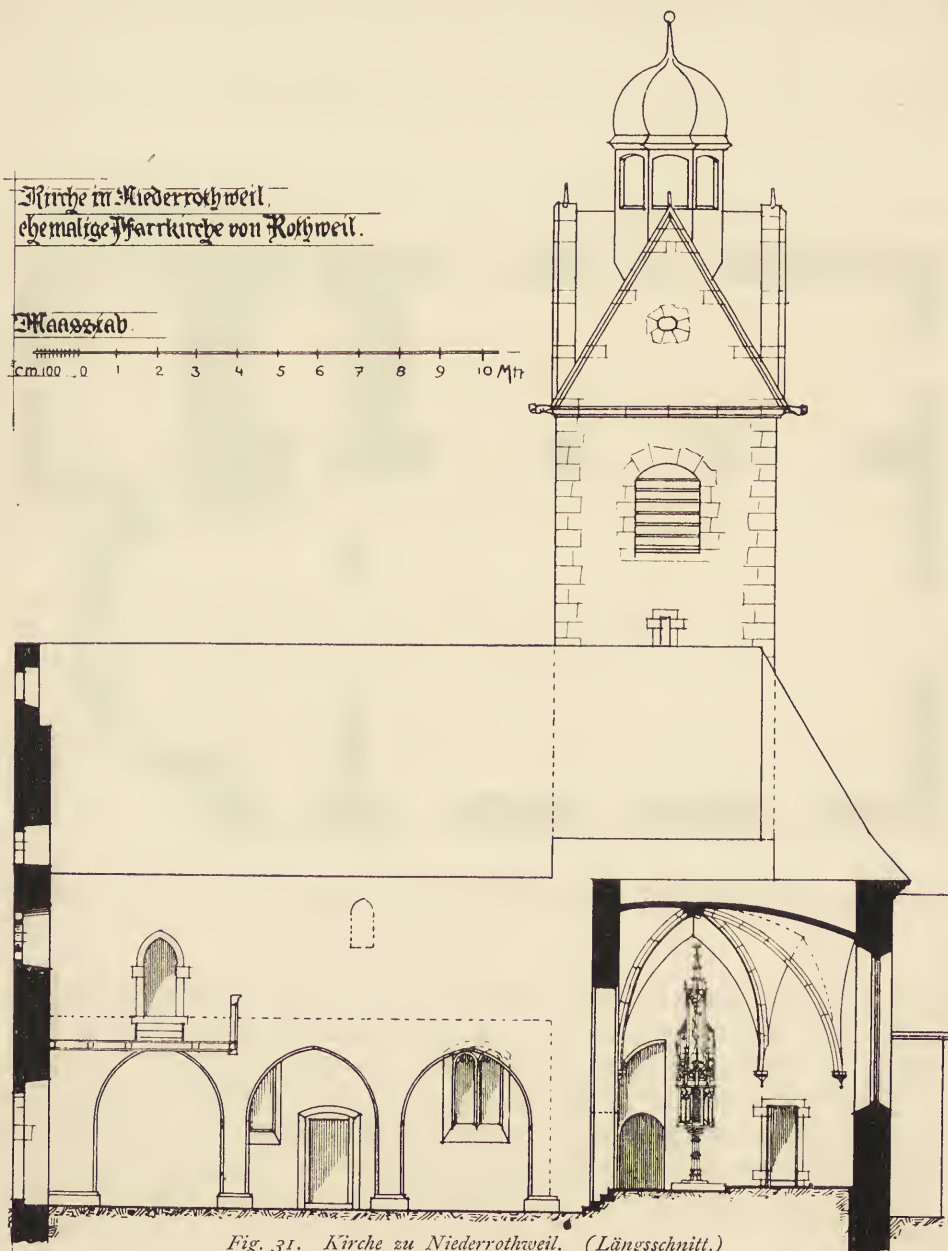 Kirche in Niederrothweil,
ehemalige Pfarrkirche von Rothweil.
Maasstab.
cm 100 0 1 2 3 4 5 6 7 8 9 10 Mtr
Fig. 31. Kirche zu Niederrothweil. (Längsschnitt.)